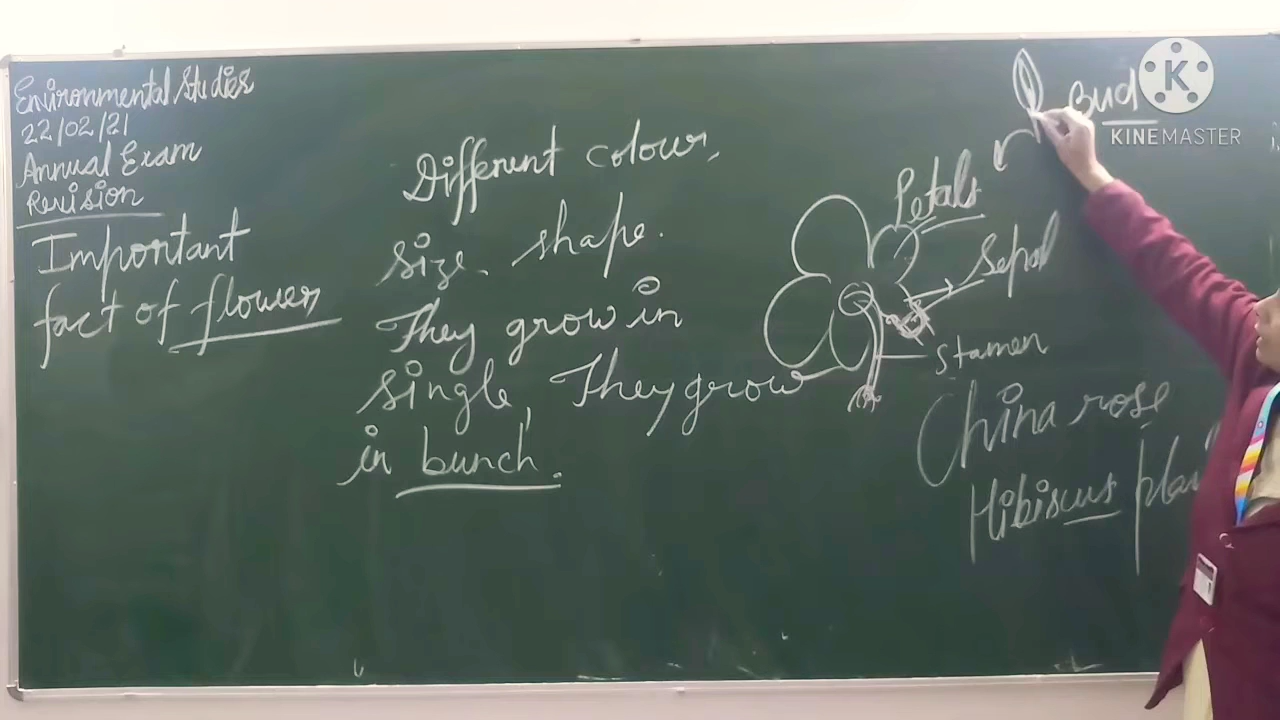 Environmental Studies
22/02/21
Annual Exam
Revision
Important
fact of flower
Different colour,
size, shape.
They grow in
single, They grow
in bunch.
Bud
Petals
Sepal
Stamen
China rose
Hibiscus
K
KINEMASTER